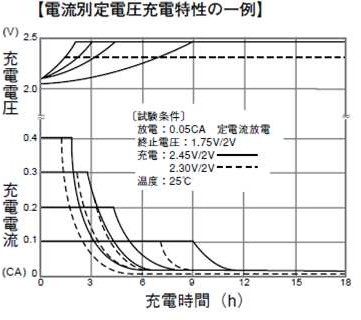 【電流別定電圧充電特性の一例】
(V)
2.5
2.0
充電電圧
〔試験条件〕
放電:0.05CA 定電流放電
終止電圧:1.75V/2V
充電:2.45V/2V
2.30V/2V
温度:25℃
0.4
0.3
0.2
0.1
(CA) 0
充電電流
0 3 6 9 12 15 18
充電時間(h)